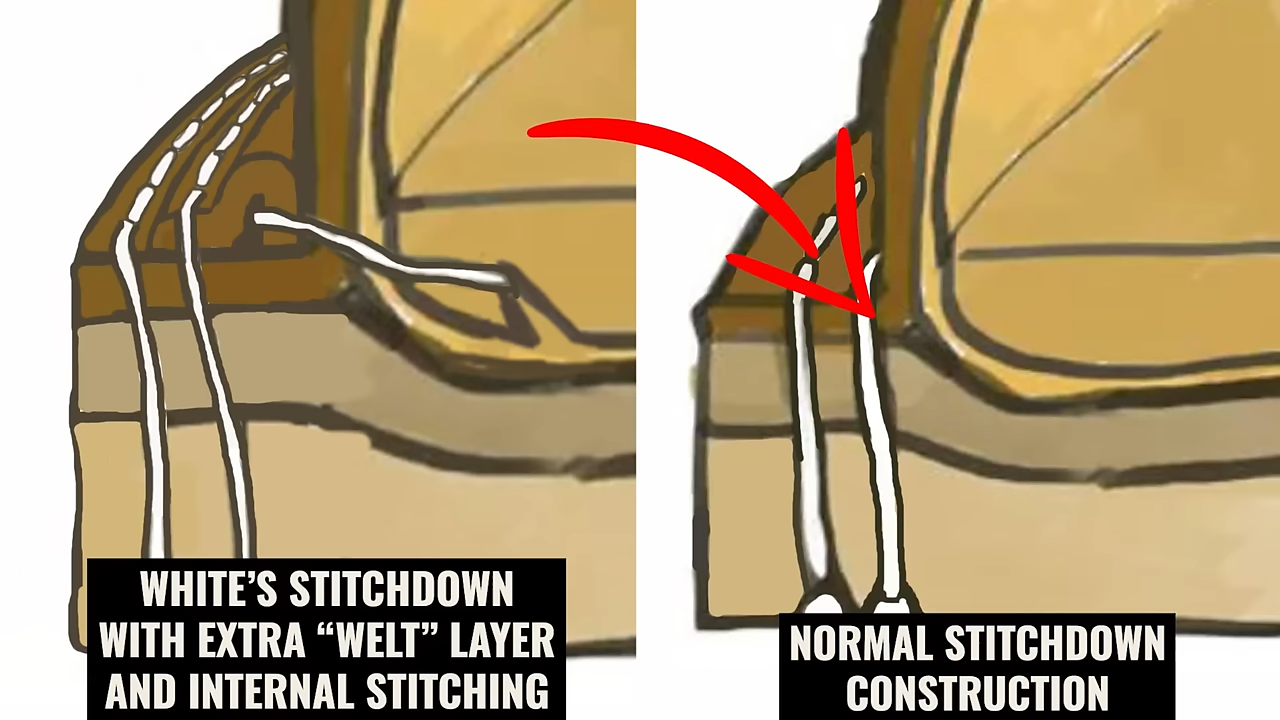 WHITE’S STITCHDOWN
WITH EXTRA “WELT” LAYER
AND INTERNAL STITCHING
NORMAL STITCHDOWN
CONSTRUCTION